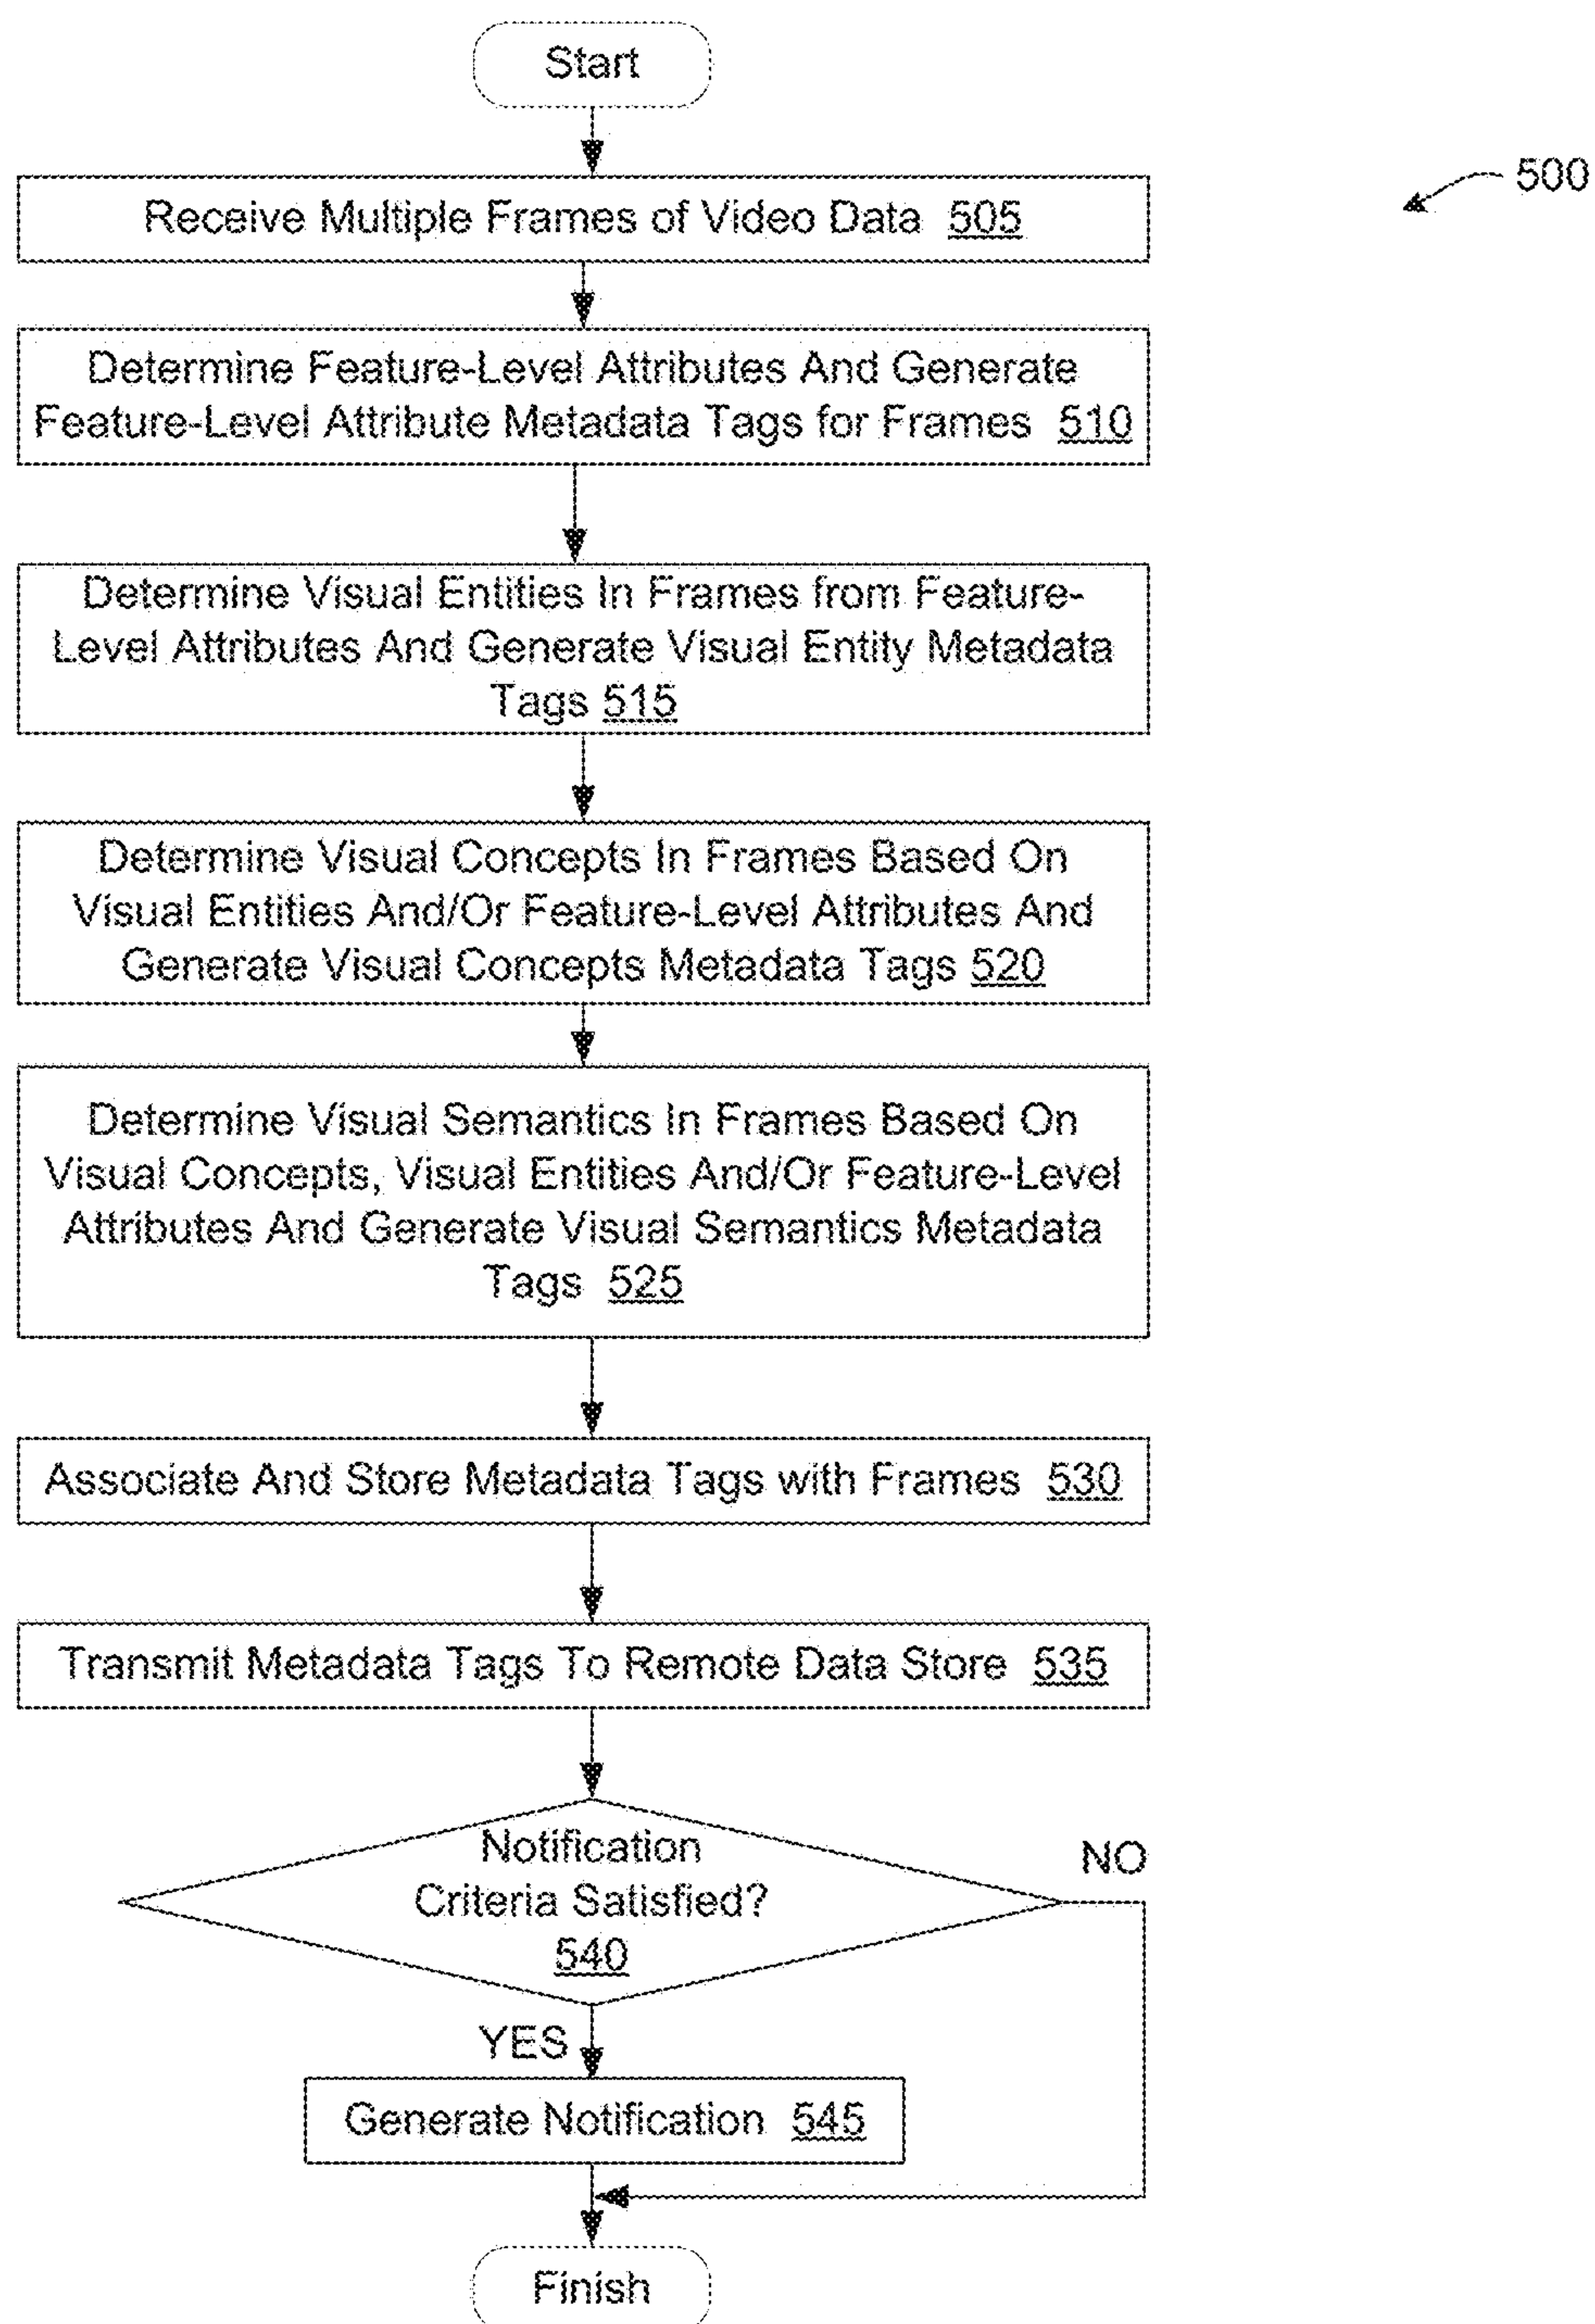 Start
500
Receive Multiple Frames of Video Data 505
Determine Feature-Level Attributes And Generate
Feature-Level Attribute Metadata Tags for Frames 510
Determine Visual Entities In Frames from Feature-
Level Attributes And Generate Visual Entity Metadata
Tags 515
Determine Visual Concepts In Frames Based On
Visual Entities And/Or Feature-Level Attributes And
Generate Visual Concepts Metadata Tags 520
Determine Visual Semantics In Frames Based On
Visual Concepts, Visual Entities And/Or Feature-Level
Attributes And Generate Visual Semantics Metadata
Tags 525
Associate And Store Metadata Tags with Frames 530
Transmit Metadata Tags To Remote Data Store 535
Notification
Criteria Satisfied?
540
NO
YES
Generate Notification 545
Finish